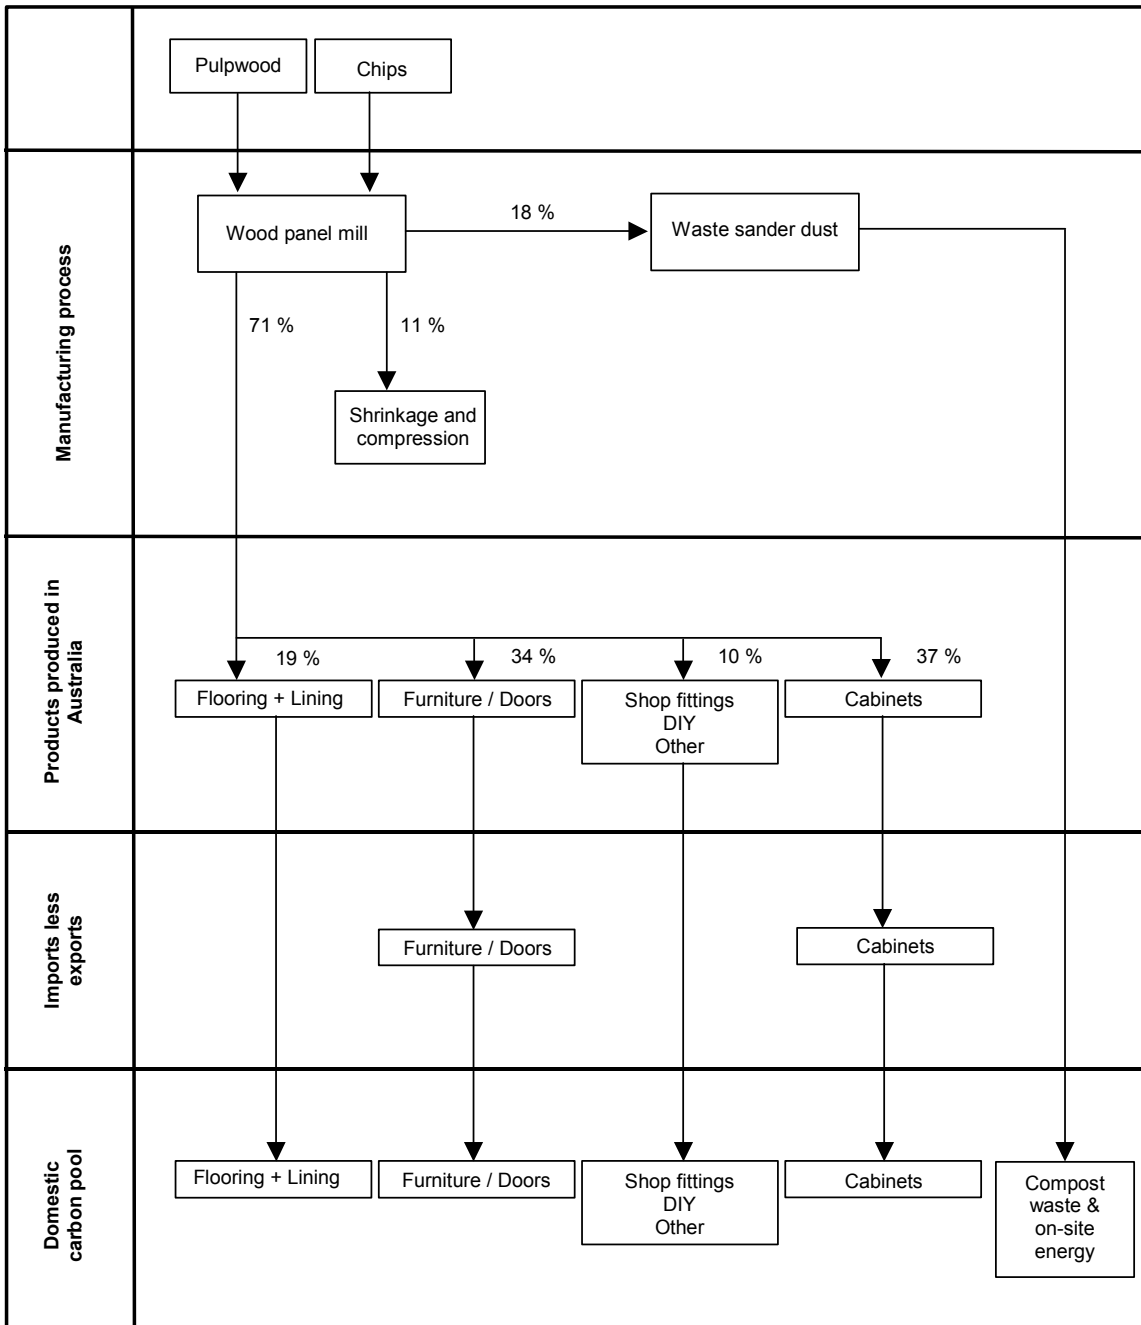 Pulpwood
Chips
Manufacturing process
Wood panel mill
18 %
Waste sander dust
71 %
11 %
Shrinkage and
compression
Products produced in
Australia
19 %
34 %
10 %
37 %
Flooring + Lining
Furniture / Doors
Shop fittings
DIY
Other
Cabinets
Imports less
exports
Furniture / Doors
Cabinets
Domestic
carbon pool
Flooring + Lining
Furniture / Doors
Shop fittings
DIY
Other
Cabinets
Compost
waste &
on-site
energy